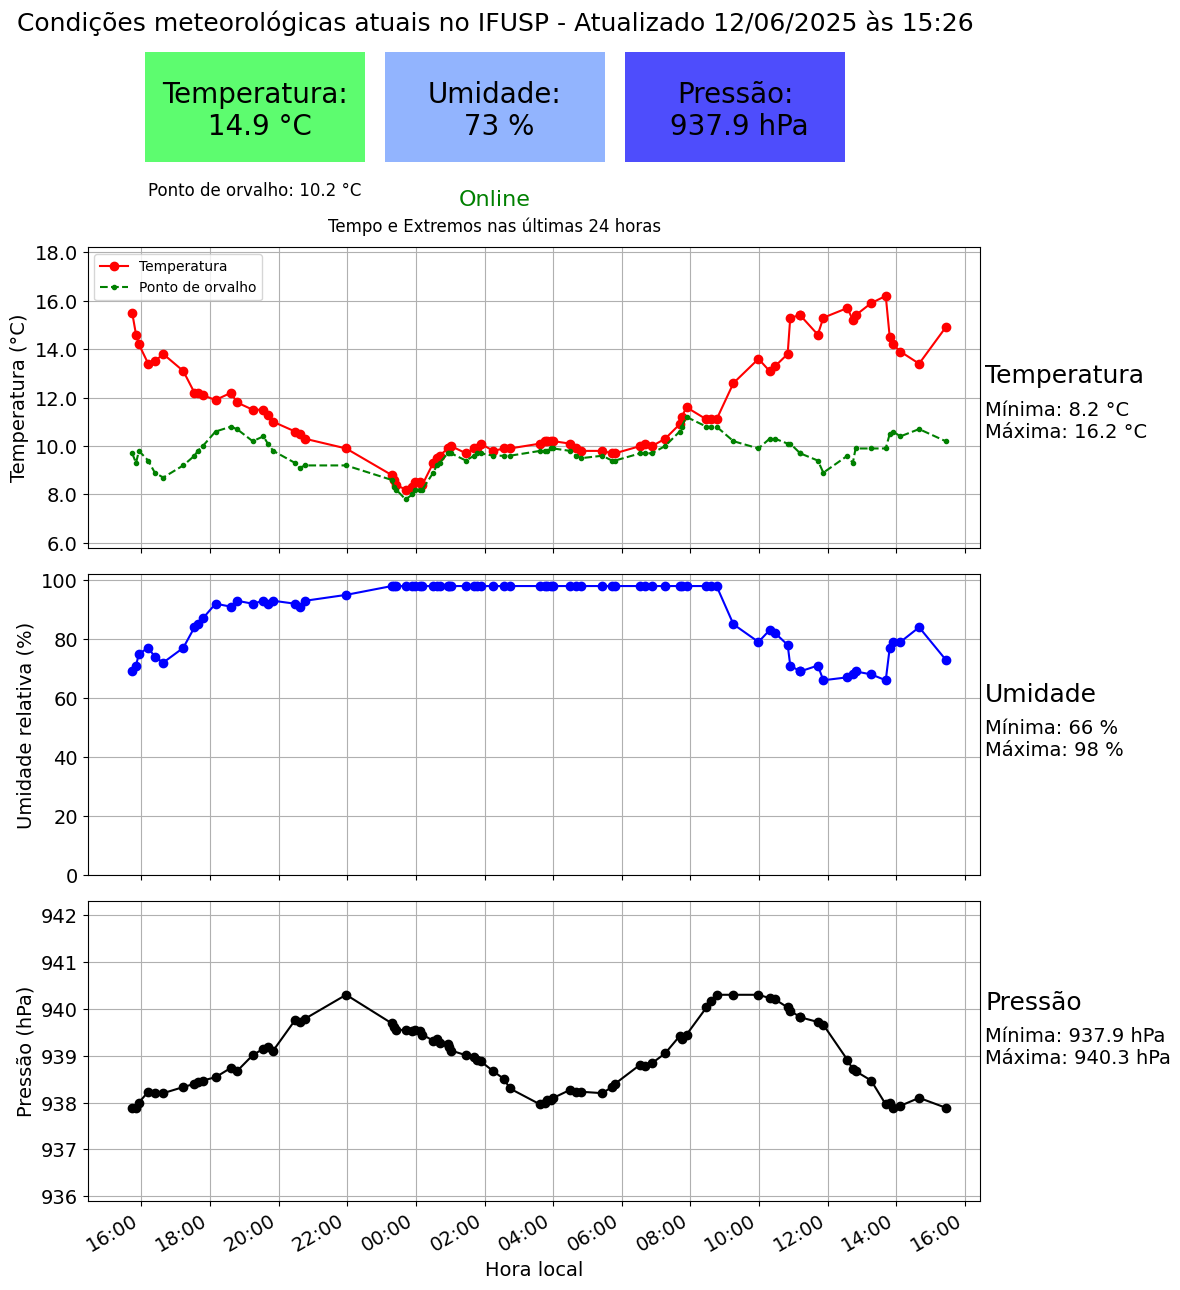 Condições meteorológicas atuais no IFUSP - Atualizado 12/06/2025 às 15:26
Temperatura:
14.9 °C
Umidade:
73 %
Pressão:
937.9 hPa
Ponto de orvalho: 10.2 °C
Online
Tempo e Extremos nas últimas 24 horas
Temperatura (°C)
18.0
16.0
14.0
12.0
10.0
8.0
6.0
Temperatura
Ponto de orvalho
Temperatura
Mínima: 8.2 °C
Máxima: 16.2 °C
Umidade relativa (%)
100
80
60
40
20
0
Umidade
Mínima: 66 %
Máxima: 98 %
Pressão (hPa)
942
941
940
939
938
937
936
Pressão
Mínima: 937.9 hPa
Máxima: 940.3 hPa
16:00
18:00
20:00
22:00
00:00
02:00
04:00
06:00
08:00
10:00
12:00
14:00
16:00
Hora local